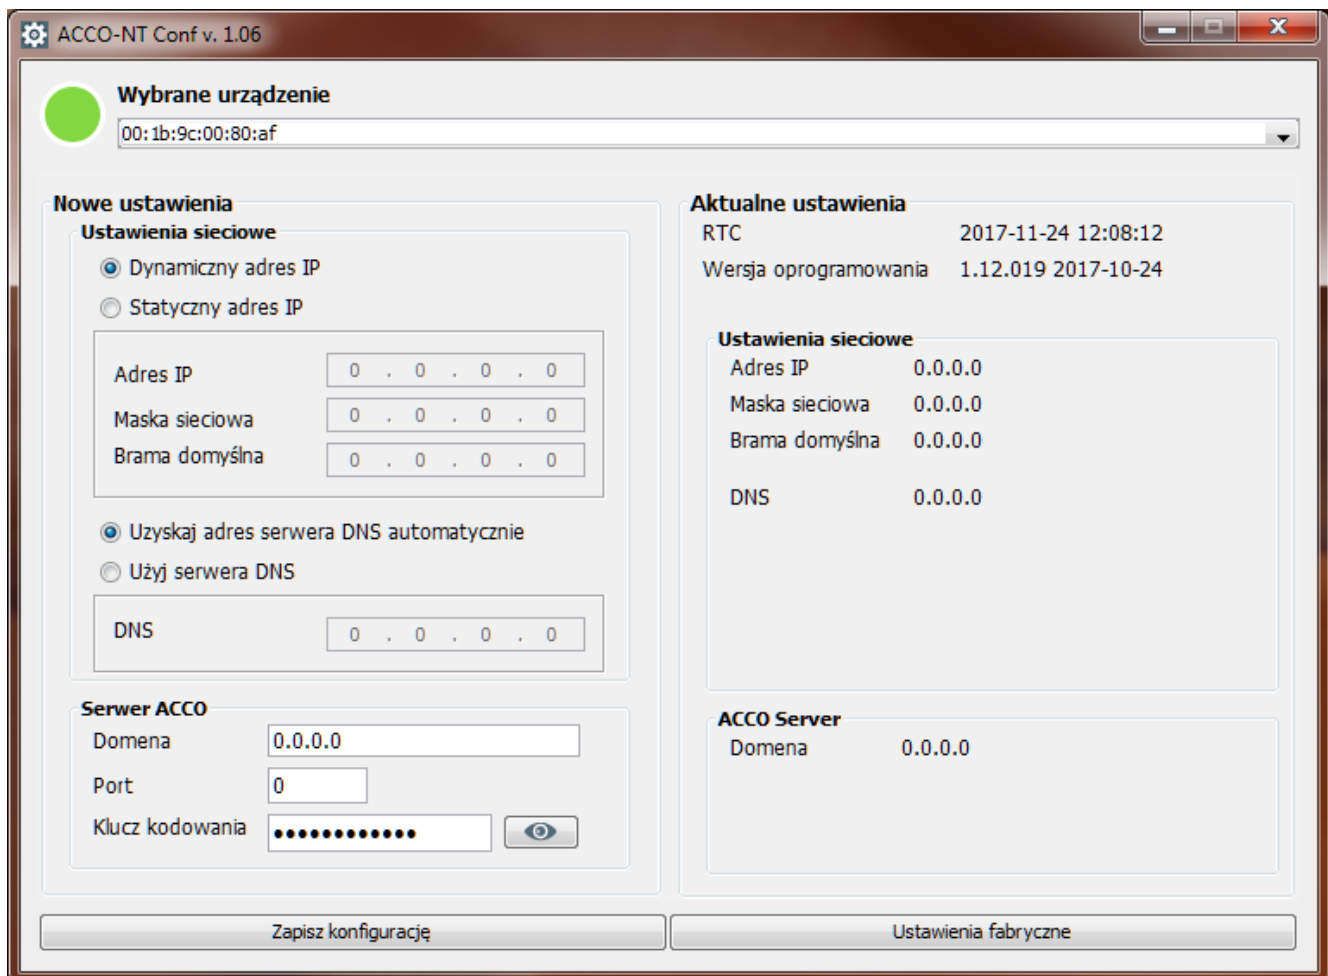 ACCO-NT Conf v. 1.06
Wybrane urządzenie
00:1b:9c:00:80:af
Nowe ustawienia
Ustawienia sieciowe
Dynamiczny adres IP
Statyczny adres IP
Adres IP 0 . 0 . 0 . 0
Maska sieciowa 0 . 0 . 0 . 0
Brama domyślna 0 . 0 . 0 . 0
Uzyskaj adres serwera DNS automatycznie
Użyj serwera DNS
DNS 0 . 0 . 0 . 0
Serwer ACCO
Domena 0.0.0.0
Port 0
Klucz kodowania ●●●●●●●●●●●●
Aktualne ustawienia
RTC 2017-11-24 12:08:12
Wersja oprogramowania 1.12.019 2017-10-24
Ustawienia sieciowe
Adres IP 0.0.0.0
Maska sieciowa 0.0.0.0
Brama domyślna 0.0.0.0
DNS 0.0.0.0
ACCO Server
Domena 0.0.0.0
Zapisz konfigurację
Ustawienia fabryczne